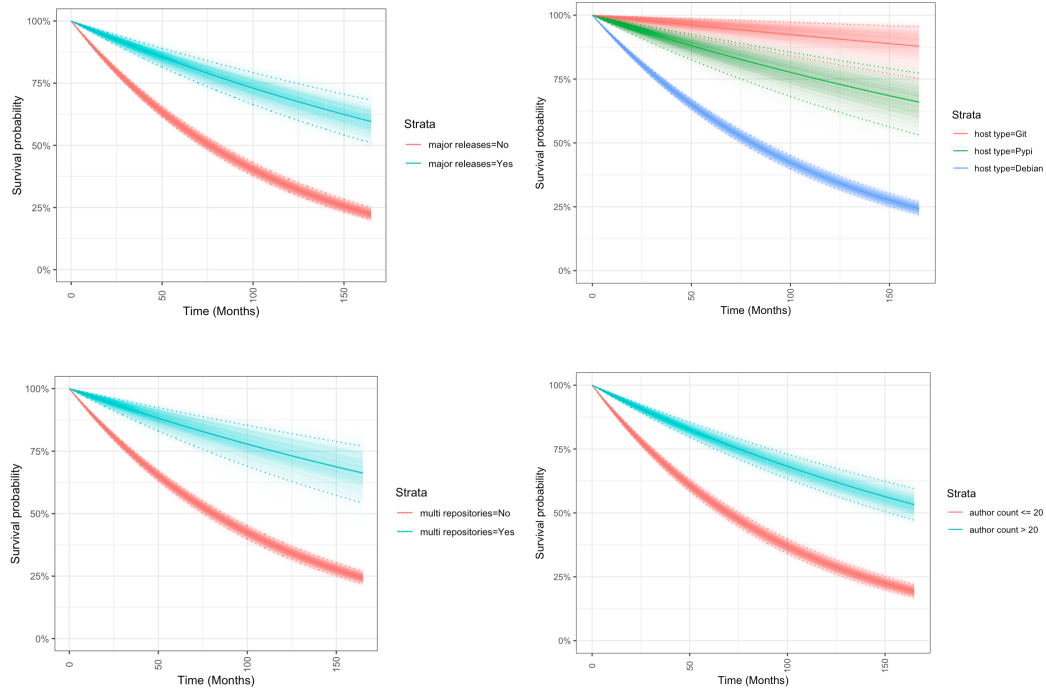 100%
75%
50%
25%
0%
Survival probability
0
50
100
150
Time (Months)
Strata
major releases=No
major releases=Yes
100%
75%
50%
25%
0%
Survival probability
0
50
100
150
Time (Months)
Strata
host type=Git
host type=Pypi
host type=Debian
100%
75%
50%
25%
0%
Survival probability
0
50
100
150
Time (Months)
Strata
multi repositories=No
multi repositories=Yes
100%
75%
50%
25%
0%
Survival probability
0
50
100
150
Time (Months)
Strata
author count <= 20
author count > 20